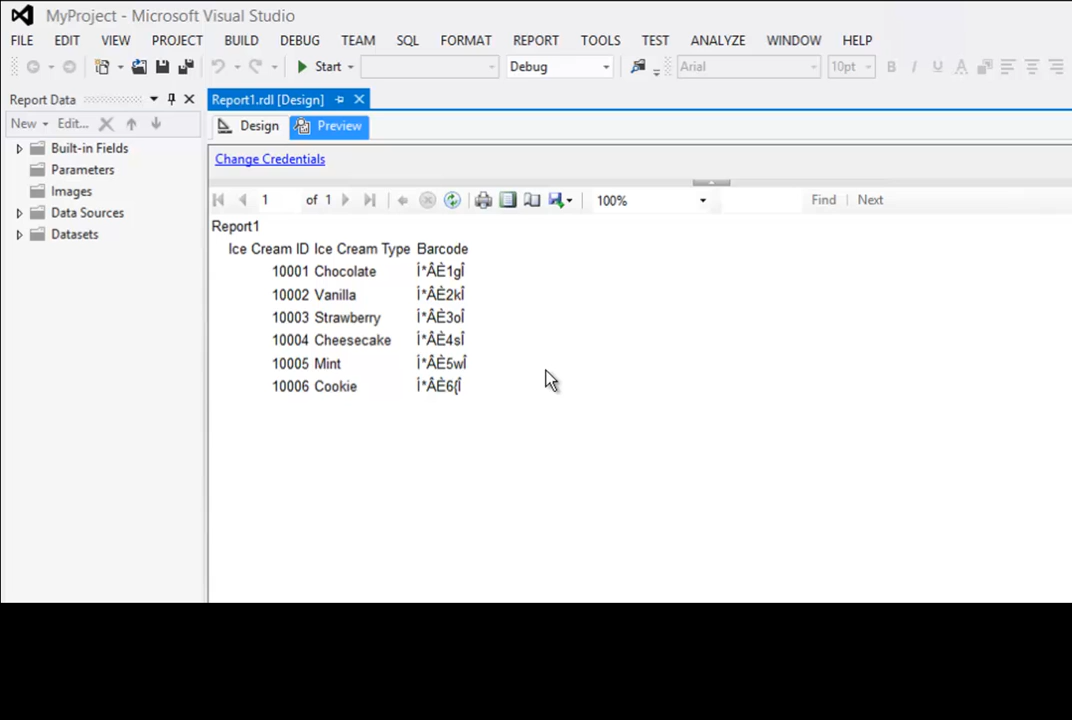 MyProject - Microsoft Visual Studio
FILE EDIT VIEW PROJECT BUILD DEBUG TEAM SQL FORMAT REPORT TOOLS TEST ANALYZE WINDOW HELP
Start Debug Arial 10pt B I U A
Report Data Report1.rdl [Design]
New Edit... Design Preview
Built-in Fields
Parameters
Images
Data Sources
Datasets
Change Credentials
1 of 1 100% Find | Next
Report1
Ice Cream ID Ice Cream Type Barcode
10001 Chocolate Í*ÂÈ1gÎ
10002 Vanilla Í*ÂÈ2kÎ
10003 Strawberry Í*ÂÈ3oÎ
10004 Cheesecake Í*ÂÈ4sÎ
10005 Mint Í*ÂÈ5wÎ
10006 Cookie Í*ÂÈ6{Î